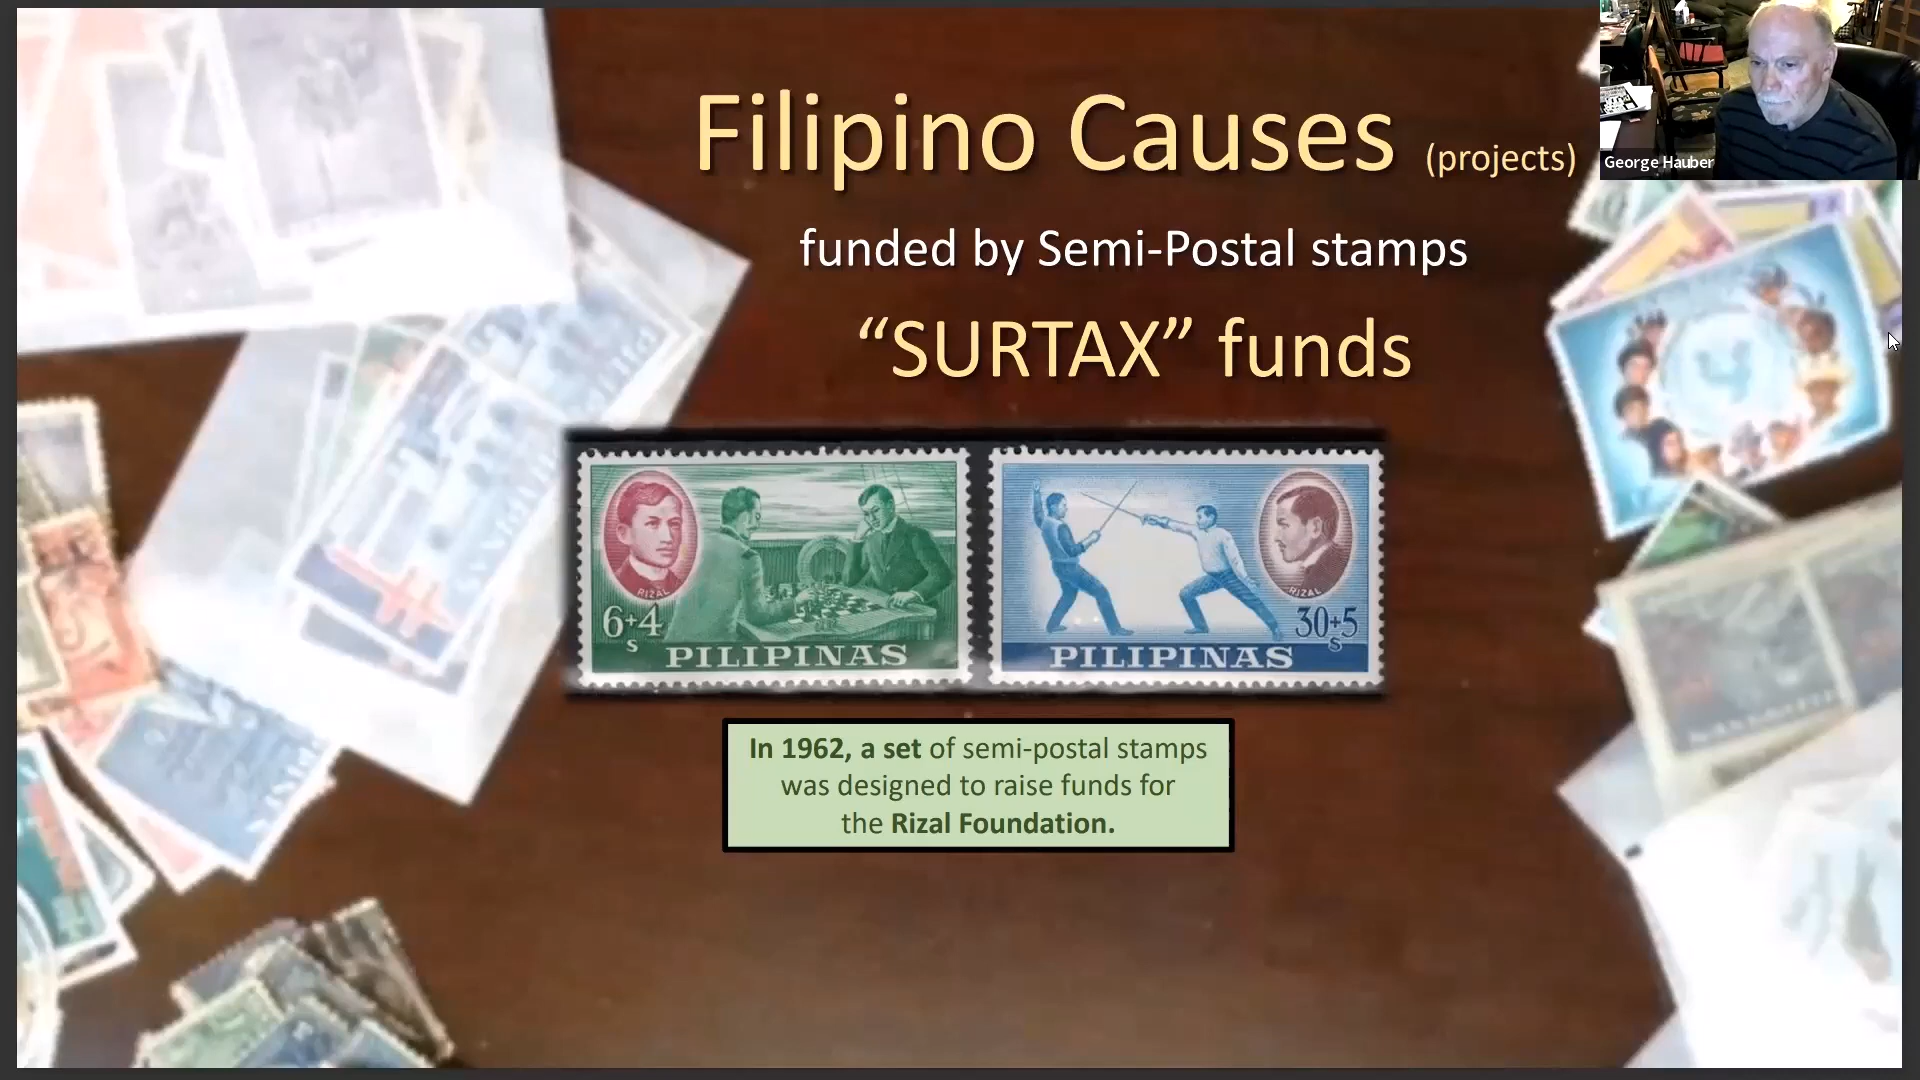 Filipino Causes (projects)
funded by Semi-Postal stamps
“SURTAX” funds
George Hauber
RIZAL
6+4
s
PILIPINAS
RIZAL
30+5
s
PILIPINAS
In 1962, a set of semi-postal stamps
was designed to raise funds for
the Rizal Foundation.